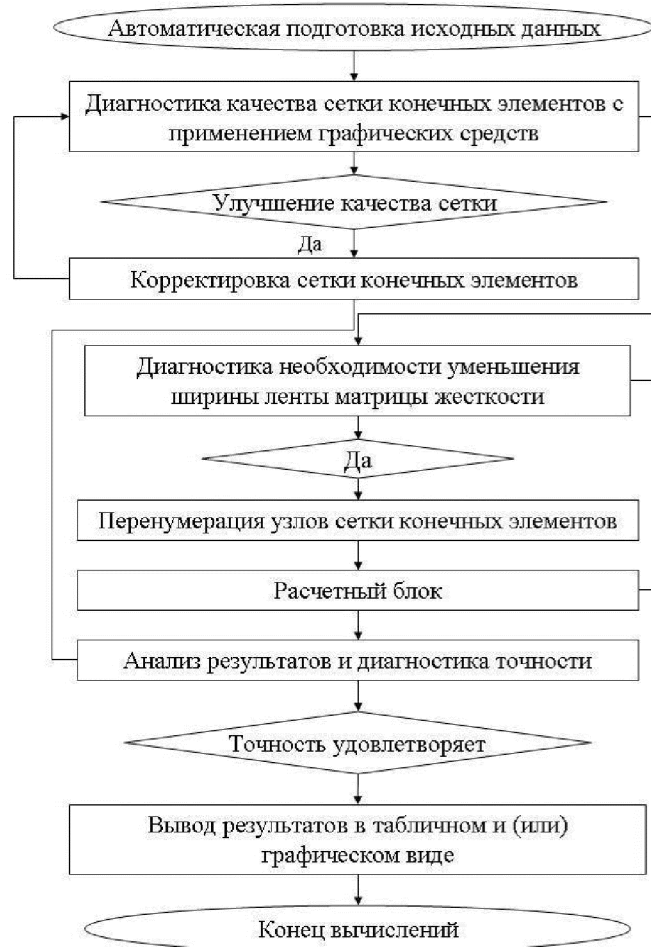 Автоматическая подготовка исходных данных
Диагностика качества сетки конечных элементов с
применением графических средств
Улучшение качества сетки
Да
Корректировка сетки конечных элементов
Диагностика необходимости уменьшения
ширины ленты матрицы жесткости
Да
Перенумерация узлов сетки конечных элементов
Расчетный блок
Анализ результатов и диагностика точности
Точность удовлетворяет
Вывод результатов в табличном и (или)
графическом виде
Конец вычислений